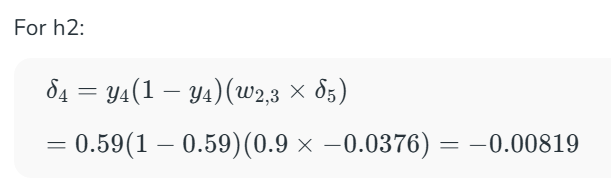 For h2:
δ₄ = y₄(1 − y₄)(w₂,₃ × δ₅)
= 0.59(1 − 0.59)(0.9 × −0.0376) = −0.00819